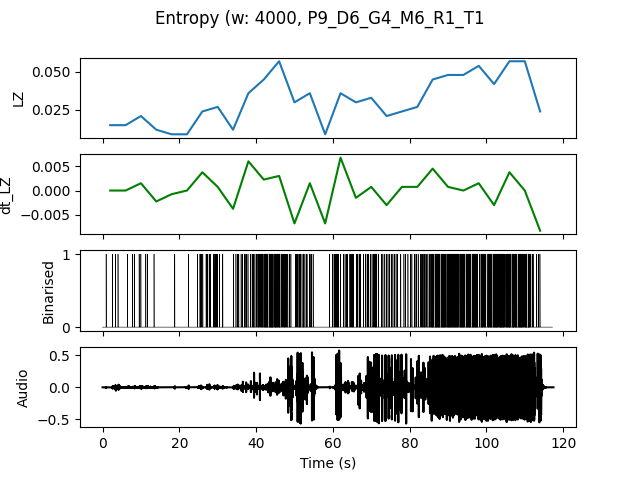 Entropy (w: 4000, P9_D6_G4_M6_R1_T1
0.050
0.025
LZ
0.005
0.000
−0.005
dt_LZ
1
0
Binarised
0.5
0.0
−0.5
Audio
0 20 40 60 80 100 120
Time (s)